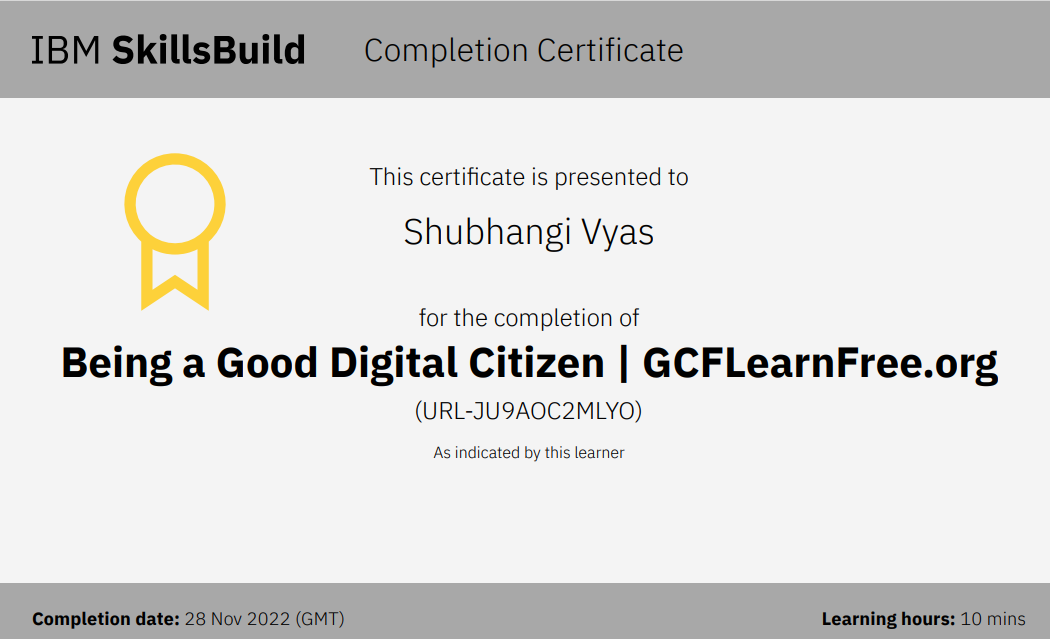 IBM SkillsBuild Completion Certificate
This certificate is presented to
Shubhangi Vyas
for the completion of
Being a Good Digital Citizen | GCFLearnFree.org
(URL-JU9AOC2MLYO)
As indicated by this learner
Completion date: 28 Nov 2022 (GMT) Learning hours: 10 mins